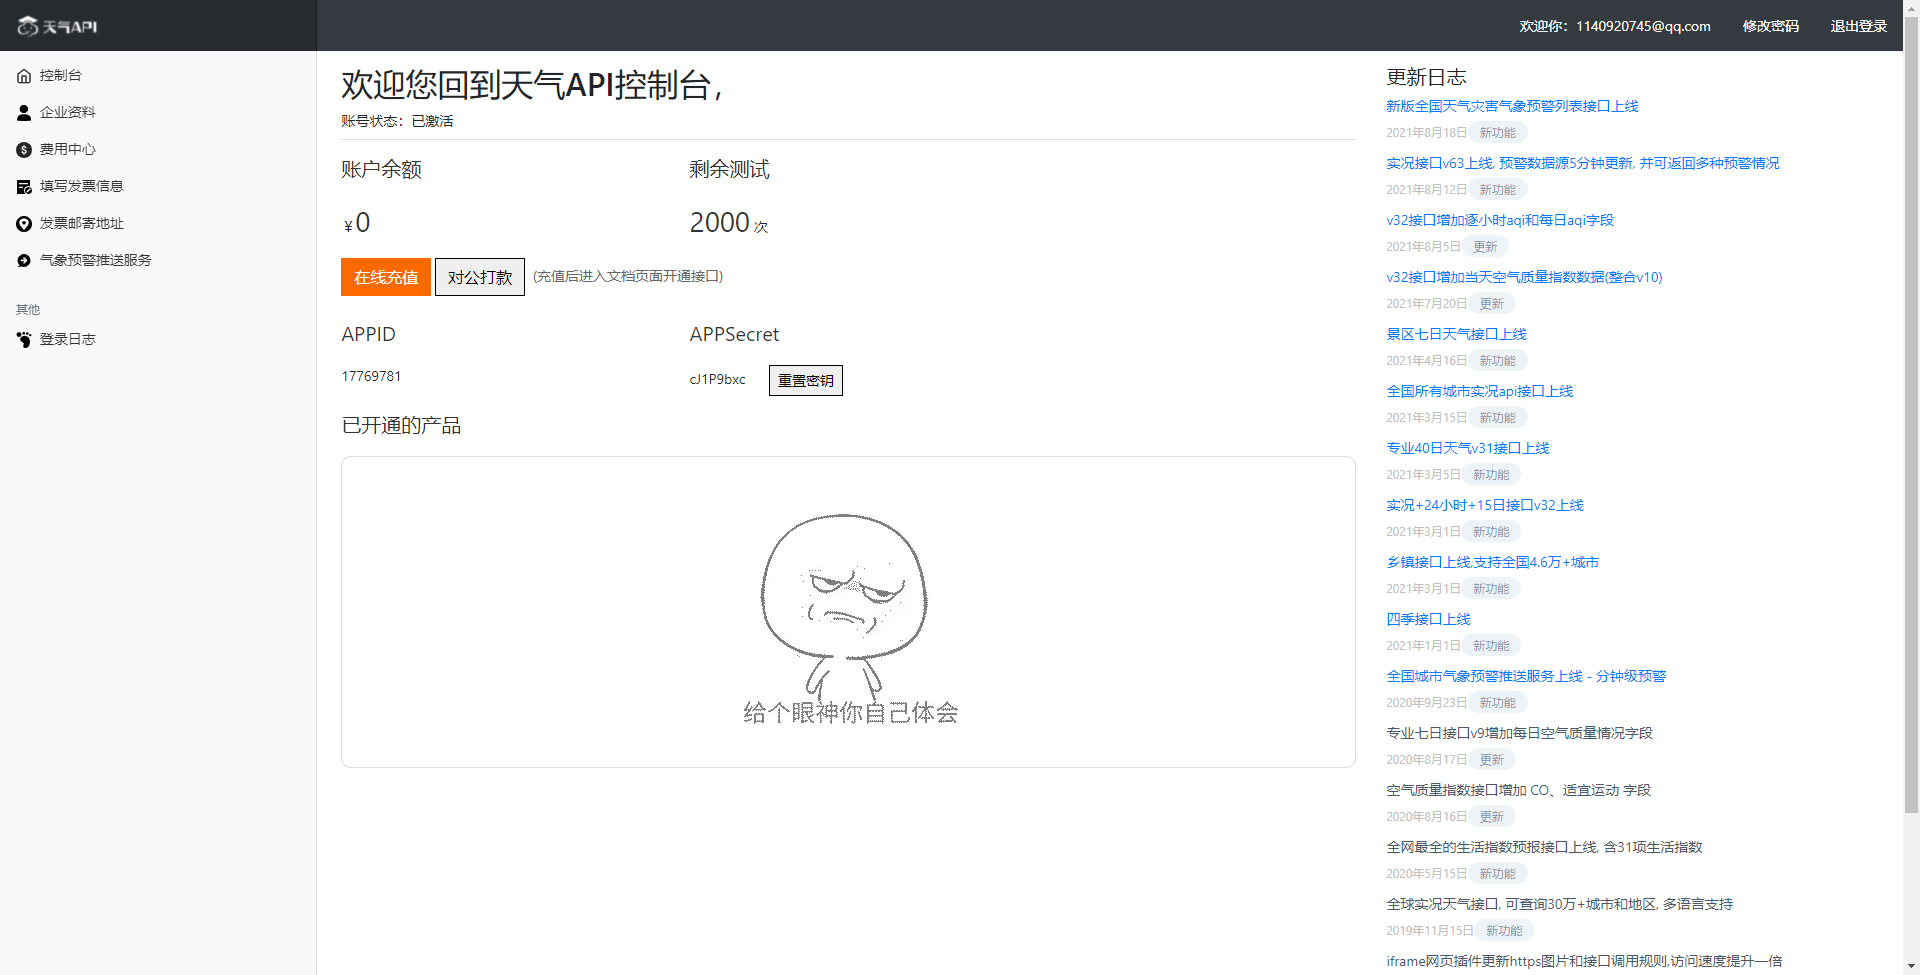 天气API
欢迎你：1140920745@qq.com 修改密码 退出登录
控制台
企业资料
费用中心
填写发票信息
发票邮寄地址
气象预警推送服务
其他
登录日志
欢迎您回到天气API控制台，
账号状态：已激活
账户余额 剩余测试
¥0 2000 次
在线充值 对公打款 (充值后进入文档页面开通接口)
APPID APPSecret
17769781 cJ1P9bxc 重置密钥
已开通的产品
给个眼神你自己体会
更新日志
新版全国天气灾害气象预警列表接口上线
2021年8月18日 新功能
实况接口v63上线, 预警数据源5分钟更新, 并可返回多种预警情况
2021年8月12日 新功能
v32接口增加逐小时aqi和每日aqi字段
2021年8月5日 更新
v32接口增加当天空气质量指数数据(整合v10)
2021年7月20日 更新
景区七日天气接口上线
2021年4月16日 新功能
全国所有城市实况api接口上线
2021年3月15日 新功能
专业40日天气v31接口上线
2021年3月5日 新功能
实况+24小时+15日接口v32上线
2021年3月1日 新功能
乡镇接口上线,支持全国4.6万+城市
2021年3月1日 新功能
四季接口上线
2021年1月1日 新功能
全国城市气象预警推送服务上线 - 分钟级预警
2020年9月23日 新功能
专业七日接口v9增加每日空气质量情况字段
2020年8月17日 更新
空气质量指数接口增加 CO、适宜运动 字段
2020年8月16日 更新
全网最全的生活指数预报接口上线, 含31项生活指数
2020年5月15日 新功能
全球实况天气接口, 可查询30万+城市和地区, 多语言支持
2019年11月15日 新功能
iframe网页插件更新https图片和接口调用规则,访问速度提升一倍